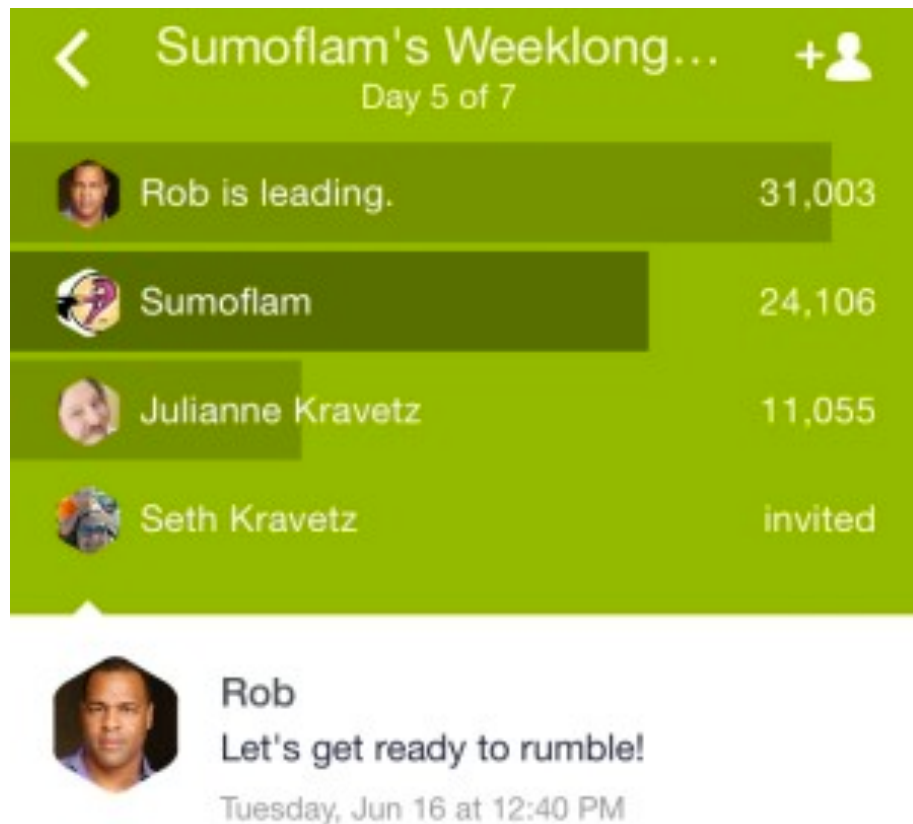 Sumoflam's Weeklong...
Day 5 of 7
Rob is leading. 31,003
Sumoflam 24,106
Julianne Kravetz 11,055
Seth Kravetz invited
Rob
Let's get ready to rumble!
Tuesday, Jun 16 at 12:40 PM